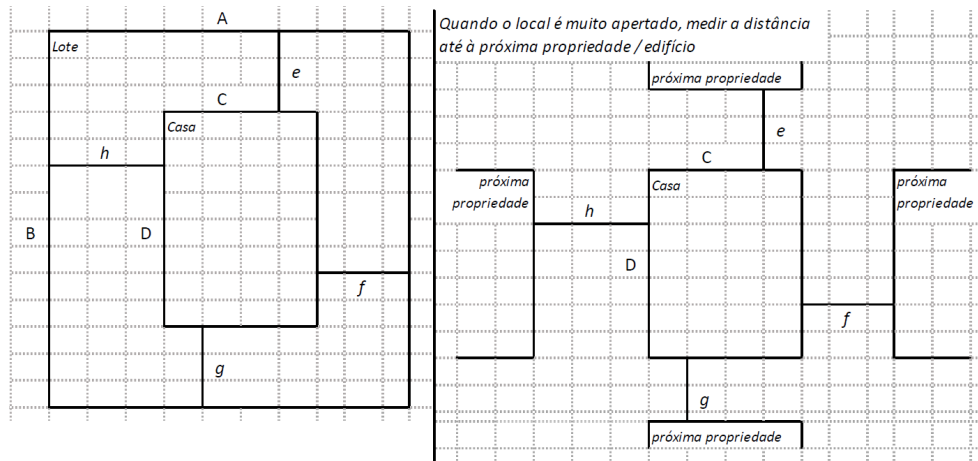 A
Lote
e
C
Casa
h
B
D
f
g
Quando o local é muito apertado, medir a distância
até à próxima propriedade / edifício
próxima propriedade
e
C
próxima
propriedade
Casa
próxima
propriedade
h
D
f
g
próxima propriedade